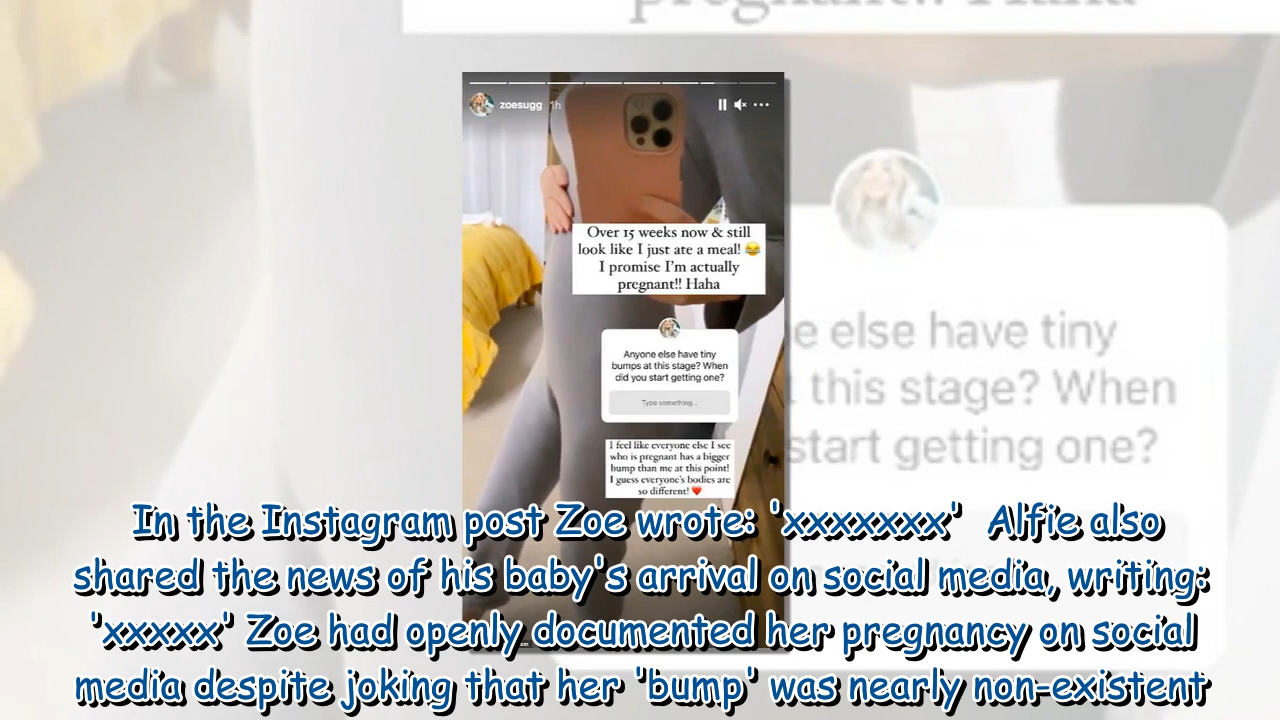 pregnant!! Haha
zoesugg 1h
Over 15 weeks now & still
look like I just ate a meal! 😂
I promise I'm actually
pregnant!! Haha
Anyone else have tiny
bumps at this stage? When
did you start getting one?
Type something...
I feel like everyone else I see
who is pregnant has a bigger
bump than me at this point!
I guess everyone's bodies are
so different! ❤️
e else have tiny
t this stage? When
start getting one?
In the Instagram post Zoe wrote: 'xxxxxxx' Alfie also
shared the news of his baby's arrival on social media, writing:
'xxxxx' Zoe had openly documented her pregnancy on social
media despite joking that her 'bump' was nearly non-existent